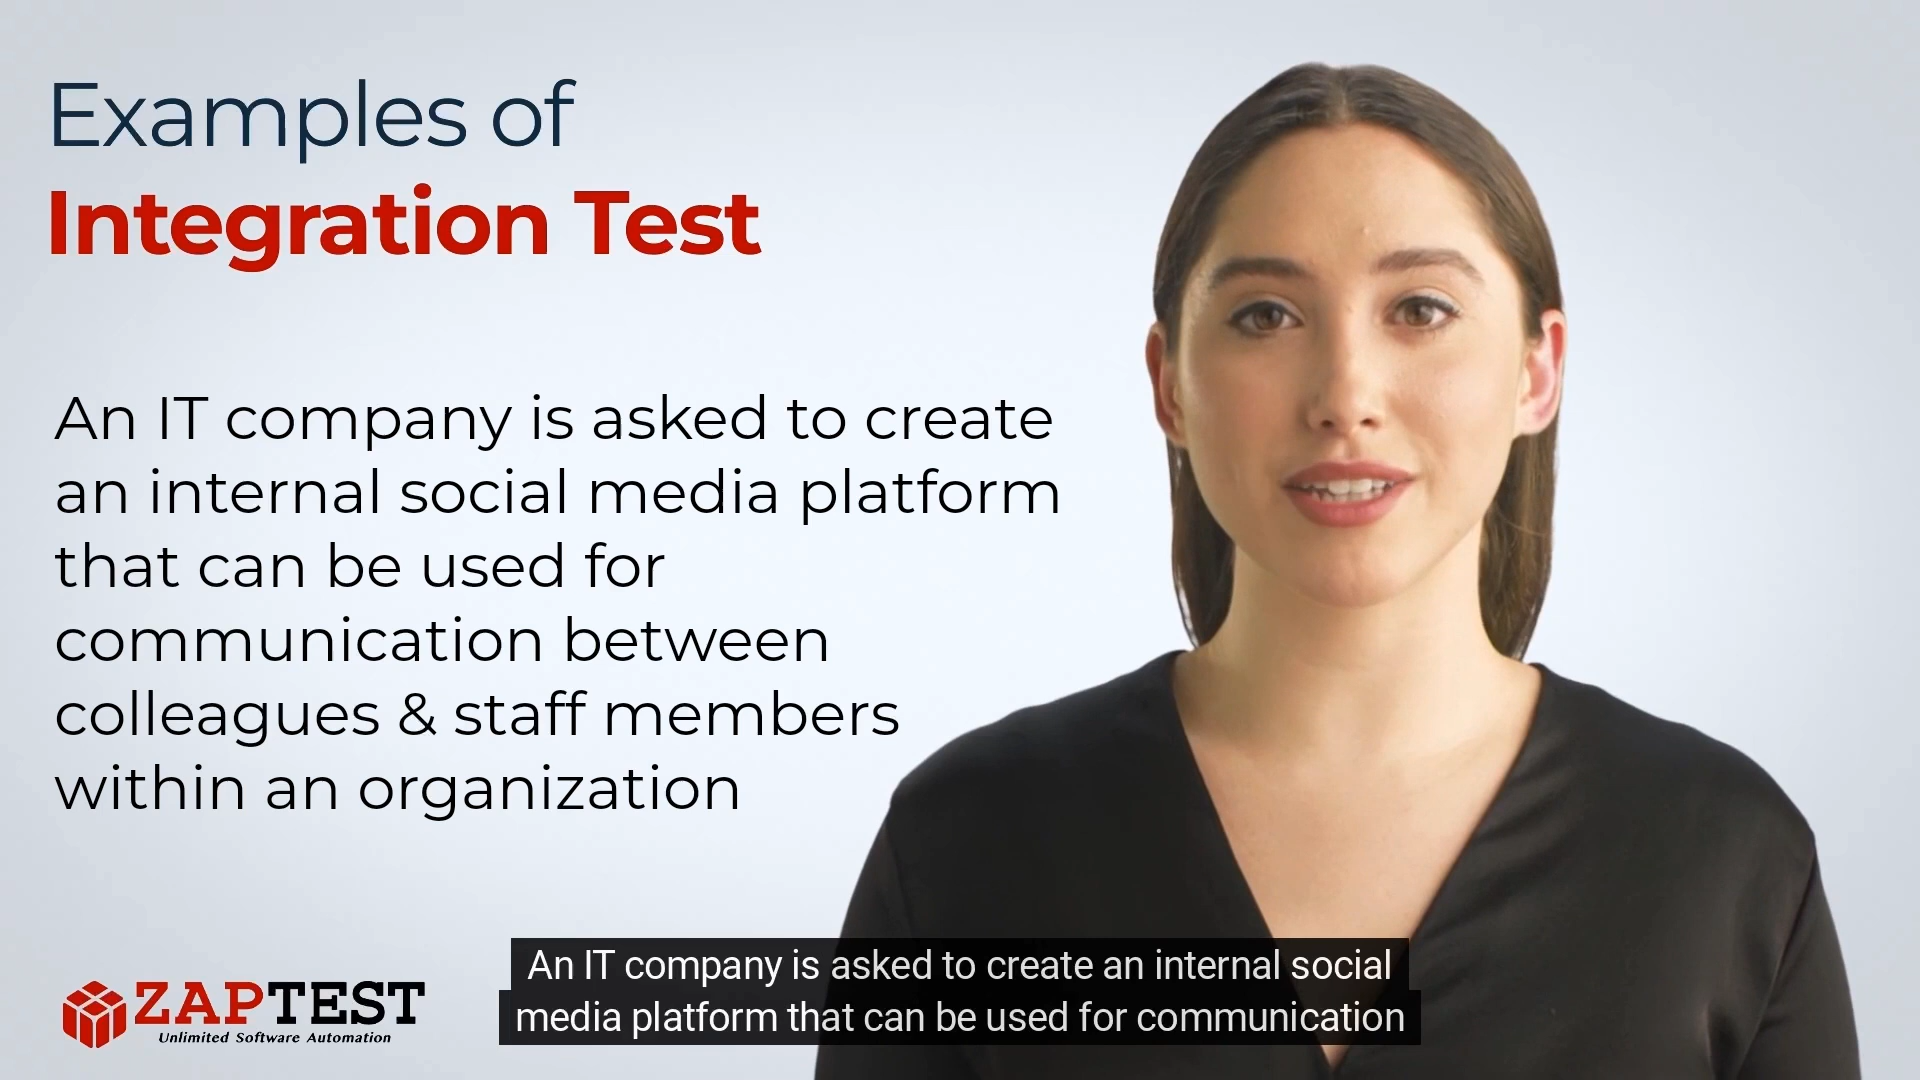 Examples of
Integration Test
An IT company is asked to create
an internal social media platform
that can be used for
communication between
colleagues & staff members
within an organization
ZAPTEST
Unlimited Software Automation
An IT company is asked to create an internal social
media platform that can be used for communication